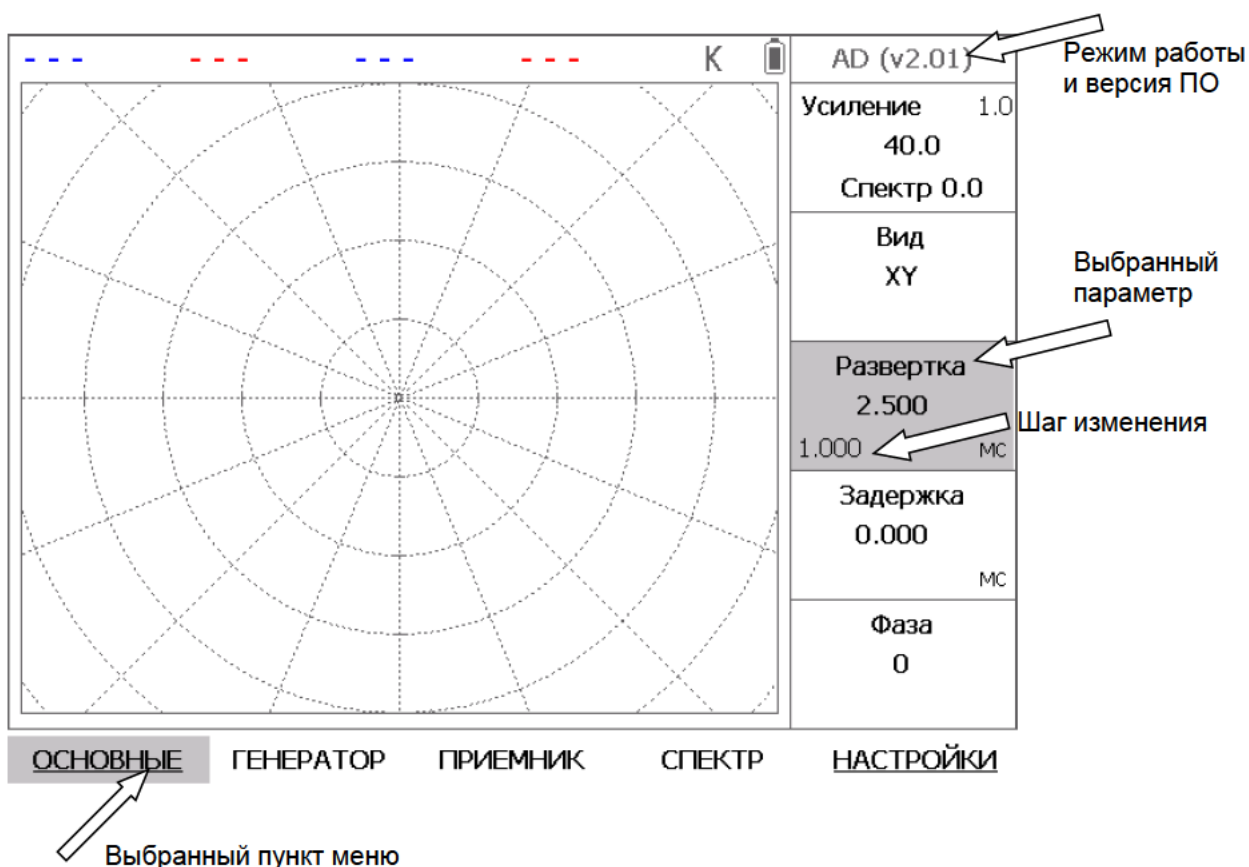 --- --- --- --- K AD (v2.01)
Режим работы
и версия ПО
Усиление 1.0
40.0
Спектр 0.0
Вид
XY
Выбранный
параметр
Развертка
2.500
1.000 мс
Шаг изменения
Задержка
0.000
мс
Фаза
0
ОСНОВНЫЕ ГЕНЕРАТОР ПРИЕМНИК СПЕКТР НАСТРОЙКИ
Выбранный пункт меню